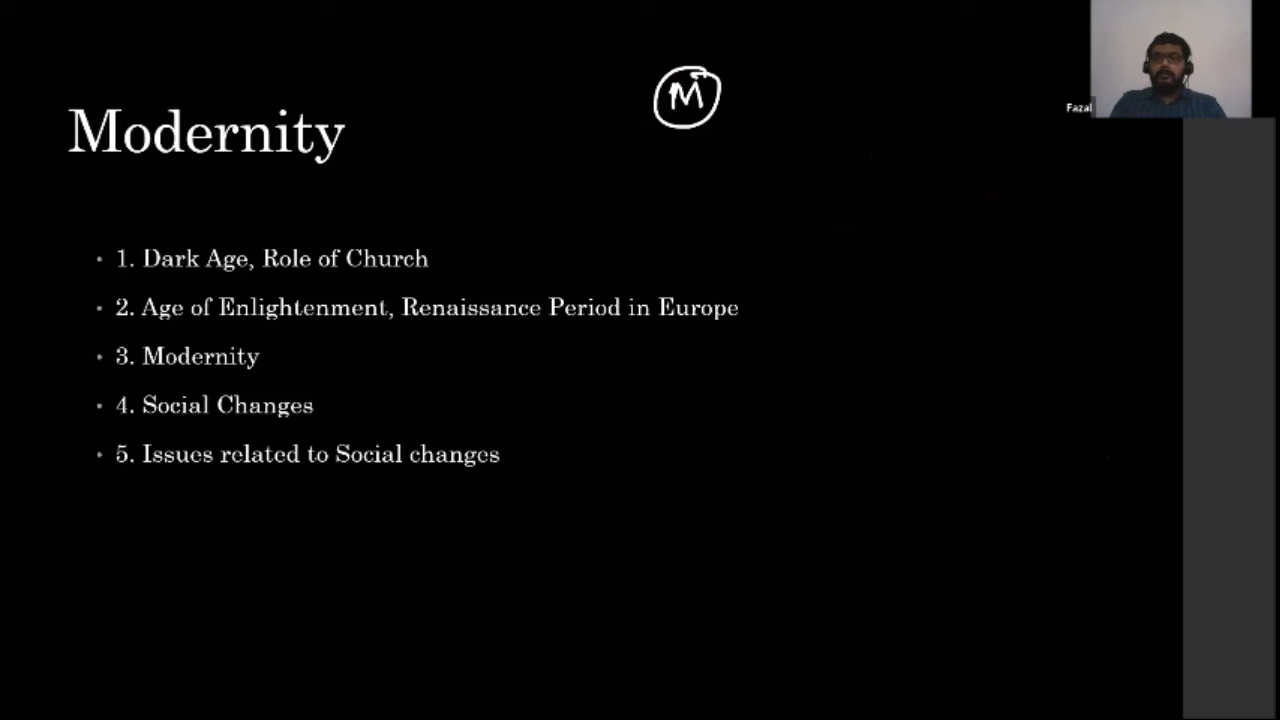 M
Fazal
Modernity
• 1. Dark Age, Role of Church
• 2. Age of Enlightenment, Renaissance Period in Europe
• 3. Modernity
• 4. Social Changes
• 5. Issues related to Social changes